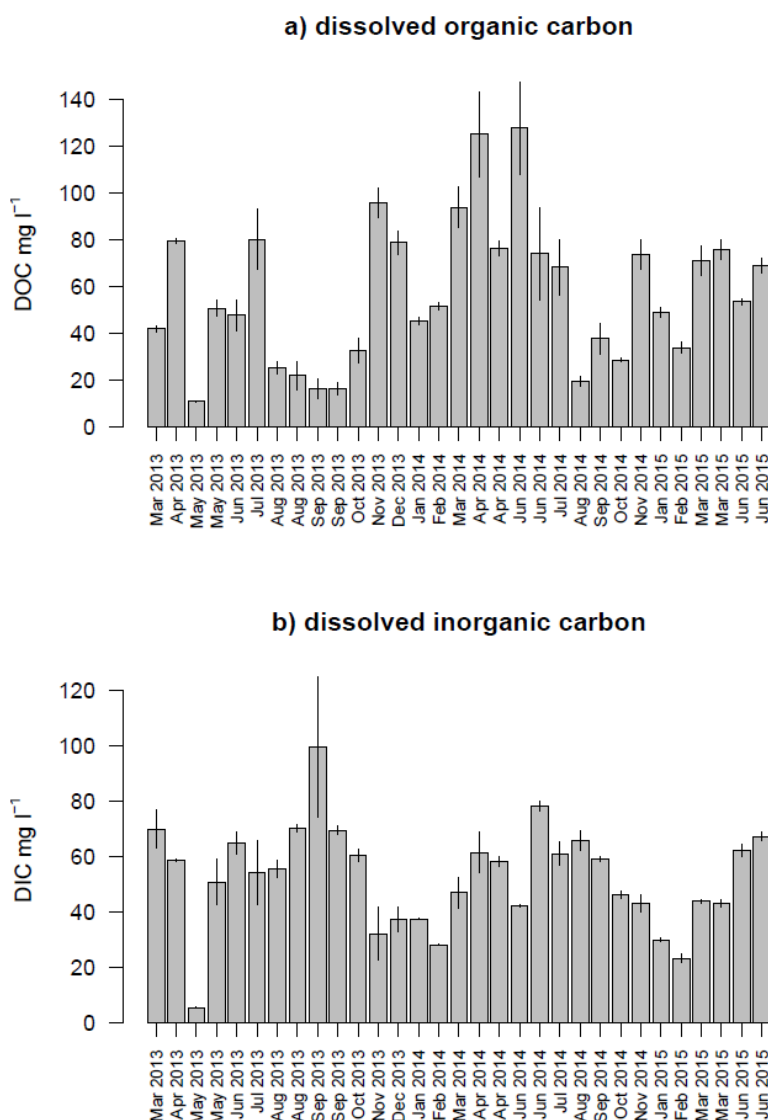 a) dissolved organic carbon
DOC mg l⁻¹
140
120
100
80
60
40
20
0
Mar 2013
Apr 2013
May 2013
May 2013
Jun 2013
Jul 2013
Aug 2013
Aug 2013
Sep 2013
Sep 2013
Oct 2013
Nov 2013
Dec 2013
Jan 2014
Feb 2014
Mar 2014
Apr 2014
Apr 2014
Jun 2014
Jun 2014
Jul 2014
Aug 2014
Sep 2014
Oct 2014
Nov 2014
Jan 2015
Feb 2015
Mar 2015
Mar 2015
Jun 2015
Jun 2015
b) dissolved inorganic carbon
DIC mg l⁻¹
120
100
80
60
40
20
0
Mar 2013
Apr 2013
May 2013
May 2013
Jun 2013
Jul 2013
Aug 2013
Aug 2013
Sep 2013
Sep 2013
Oct 2013
Nov 2013
Dec 2013
Jan 2014
Feb 2014
Mar 2014
Apr 2014
Apr 2014
Jun 2014
Jun 2014
Jul 2014
Aug 2014
Sep 2014
Oct 2014
Nov 2014
Jan 2015
Feb 2015
Mar 2015
Mar 2015
Jun 2015
Jun 2015